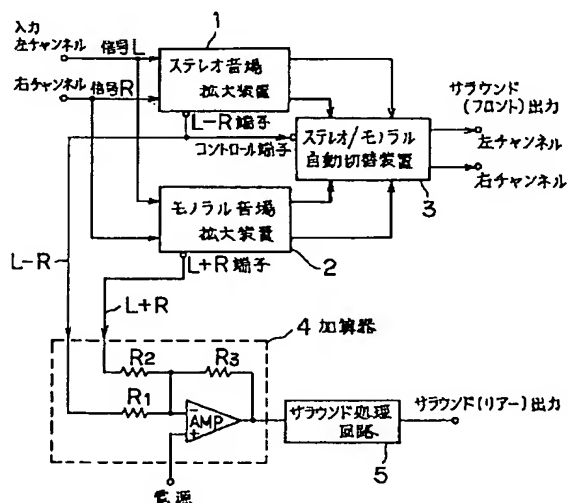 1
入力
左チャンネル
信号L
右チャンネル
信号R
ステレオ音場
拡大装置
L-R端子
コントロール端子
ステレオ/モノラル
自動切替装置
3
サラウンド
(フロント)出力
左チャンネル
右チャンネル
モノラル音場
拡大装置
2
L+R端子
L-R
L+R
4 加算器
R2
R3
R1
-
AMP
+
電源
サラウンド処理
回路
5
サラウンド(リアー)出力